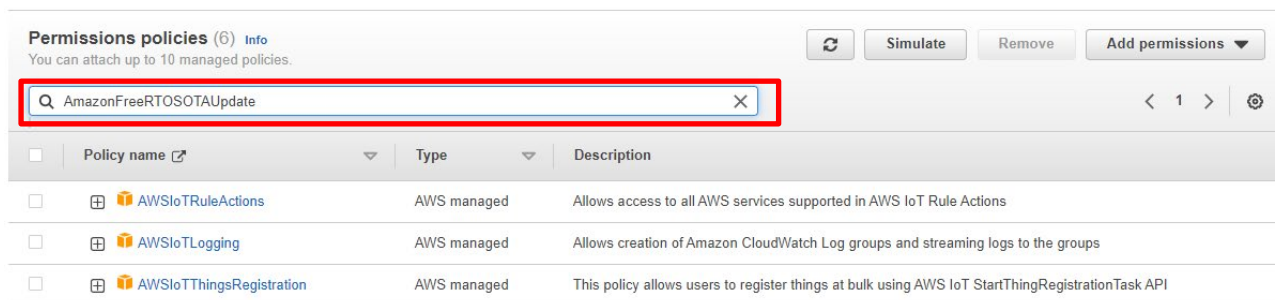 Permissions policies (6) Info
You can attach up to 10 managed policies.
Simulate
Remove
Add permissions
AmazonFreeRTOSOTAUpdate
1
Policy name Type Description
AWSIoTRuleActions AWS managed Allows access to all AWS services supported in AWS IoT Rule Actions
AWSIoTLogging AWS managed Allows creation of Amazon CloudWatch Log groups and streaming logs to the groups
AWSIoTThingsRegistration AWS managed This policy allows users to register things at bulk using AWS IoT StartThingRegistrationTask API